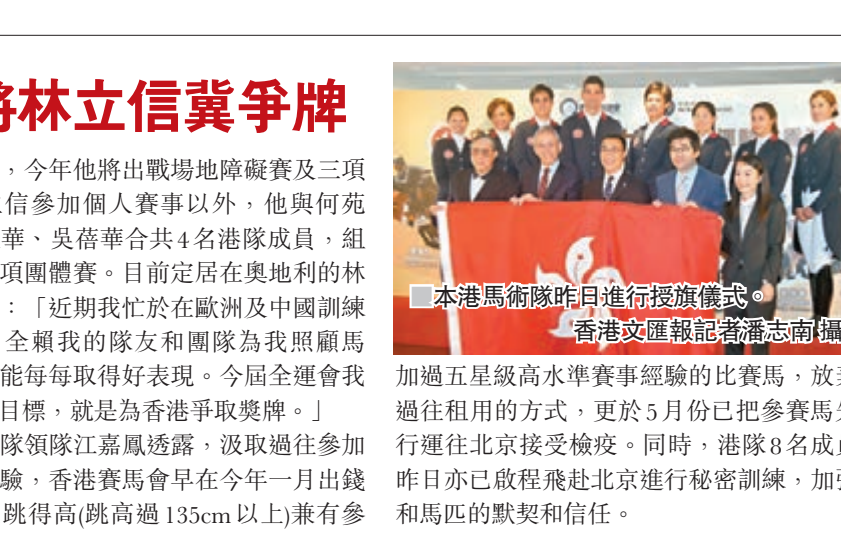 將林立信冀爭牌
，今年他將出戰場地障礙賽及三項
信參加個人賽事以外，他與何苑
華、吳蓓華合共4名港隊成員，組
項團體賽。目前定居在奧地利的林
：「近期我忙於在歐洲及中國訓練
全賴我的隊友和團隊為我照顧馬
能每每取得好表現。今屆全運會我
目標，就是為香港爭取獎牌。」
隊領隊江嘉鳳透露，汲取過往參加
驗，香港賽馬會早在今年一月出錢
跳得高(跳高過135cm以上)兼有參
■本港馬術隊昨日進行授旗儀式。
香港文匯報記者潘志南 攝
加過五星級高水準賽事經驗的比賽馬，放棄
過往租用的方式，更於5月份已把參賽馬先
行運往北京接受檢疫。同時，港隊8名成員
昨日亦已啟程飛赴北京進行秘密訓練，加強
和馬匹的默契和信任。